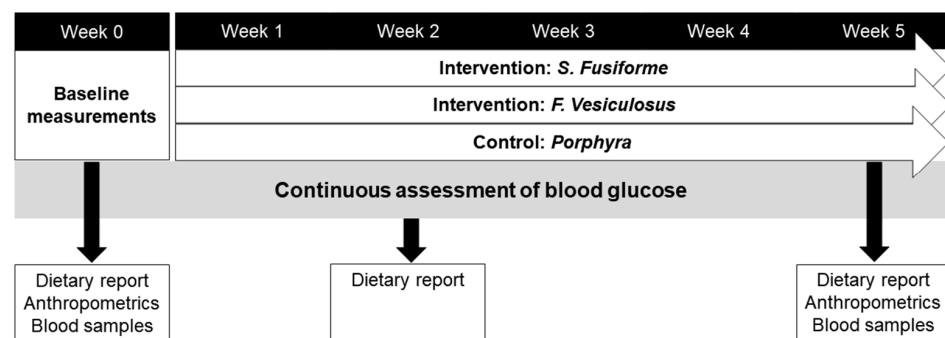 Week 0 Week 1 Week 2 Week 3 Week 4 Week 5
Baseline
measurements
Intervention: S. Fusiforme
Intervention: F. Vesiculosus
Control: Porphyra
Continuous assessment of blood glucose
Dietary report
Anthropometrics
Blood samples
Dietary report
Dietary report
Anthropometrics
Blood samples